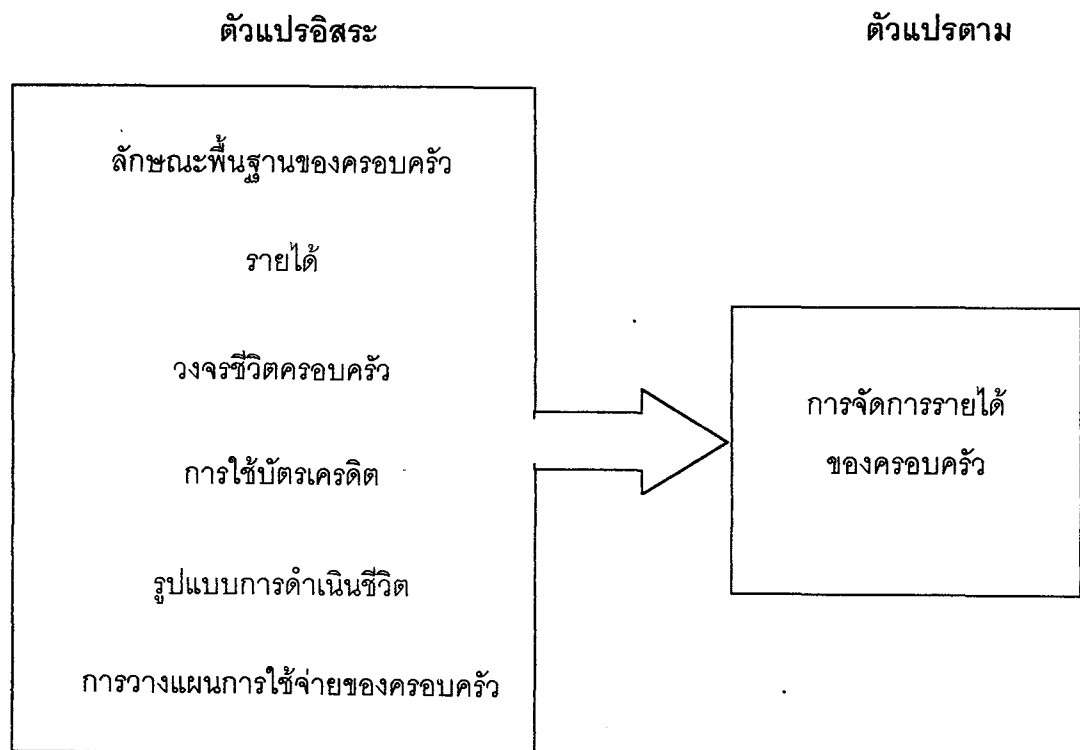 ตัวแปรอิสระ
ตัวแปรตาม
ลักษณะพื้นฐานของครอบครัว
รายได้
วงจรชีวิตครอบครัว
การใช้บัตรเครดิต
รูปแบบการดำเนินชีวิต
การวางแผนการใช้จ่ายของครอบครัว
การจัดการรายได้
ของครอบครัว